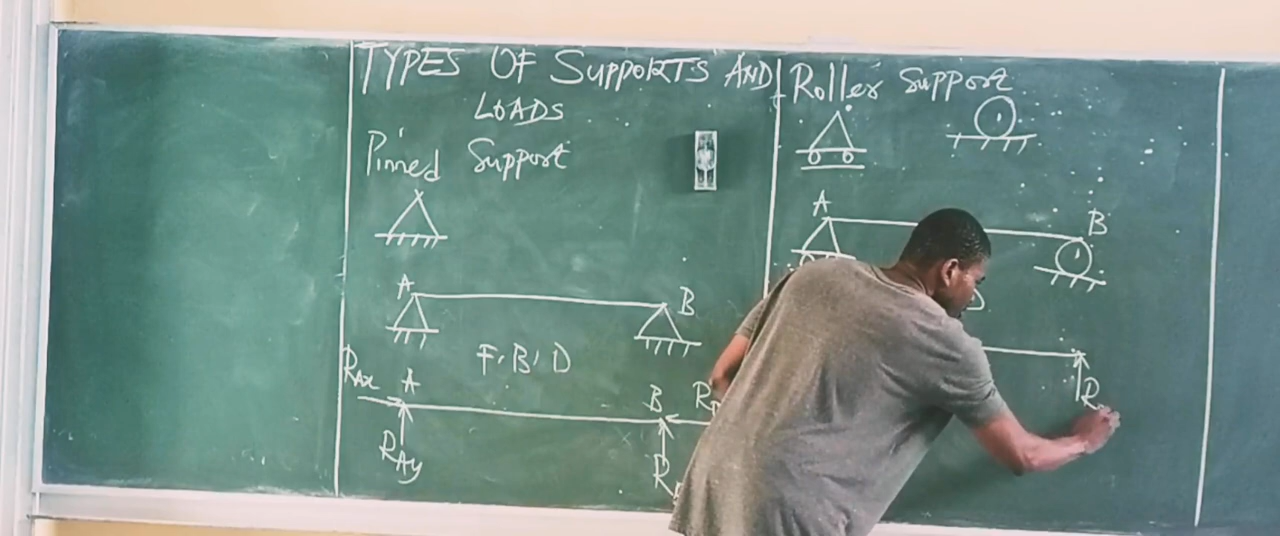 TYPES OF SUPPORTS AND
LOADS
Pinned Support
A B
F.B.D
RAx A
B
RAy
Roller Support
A B